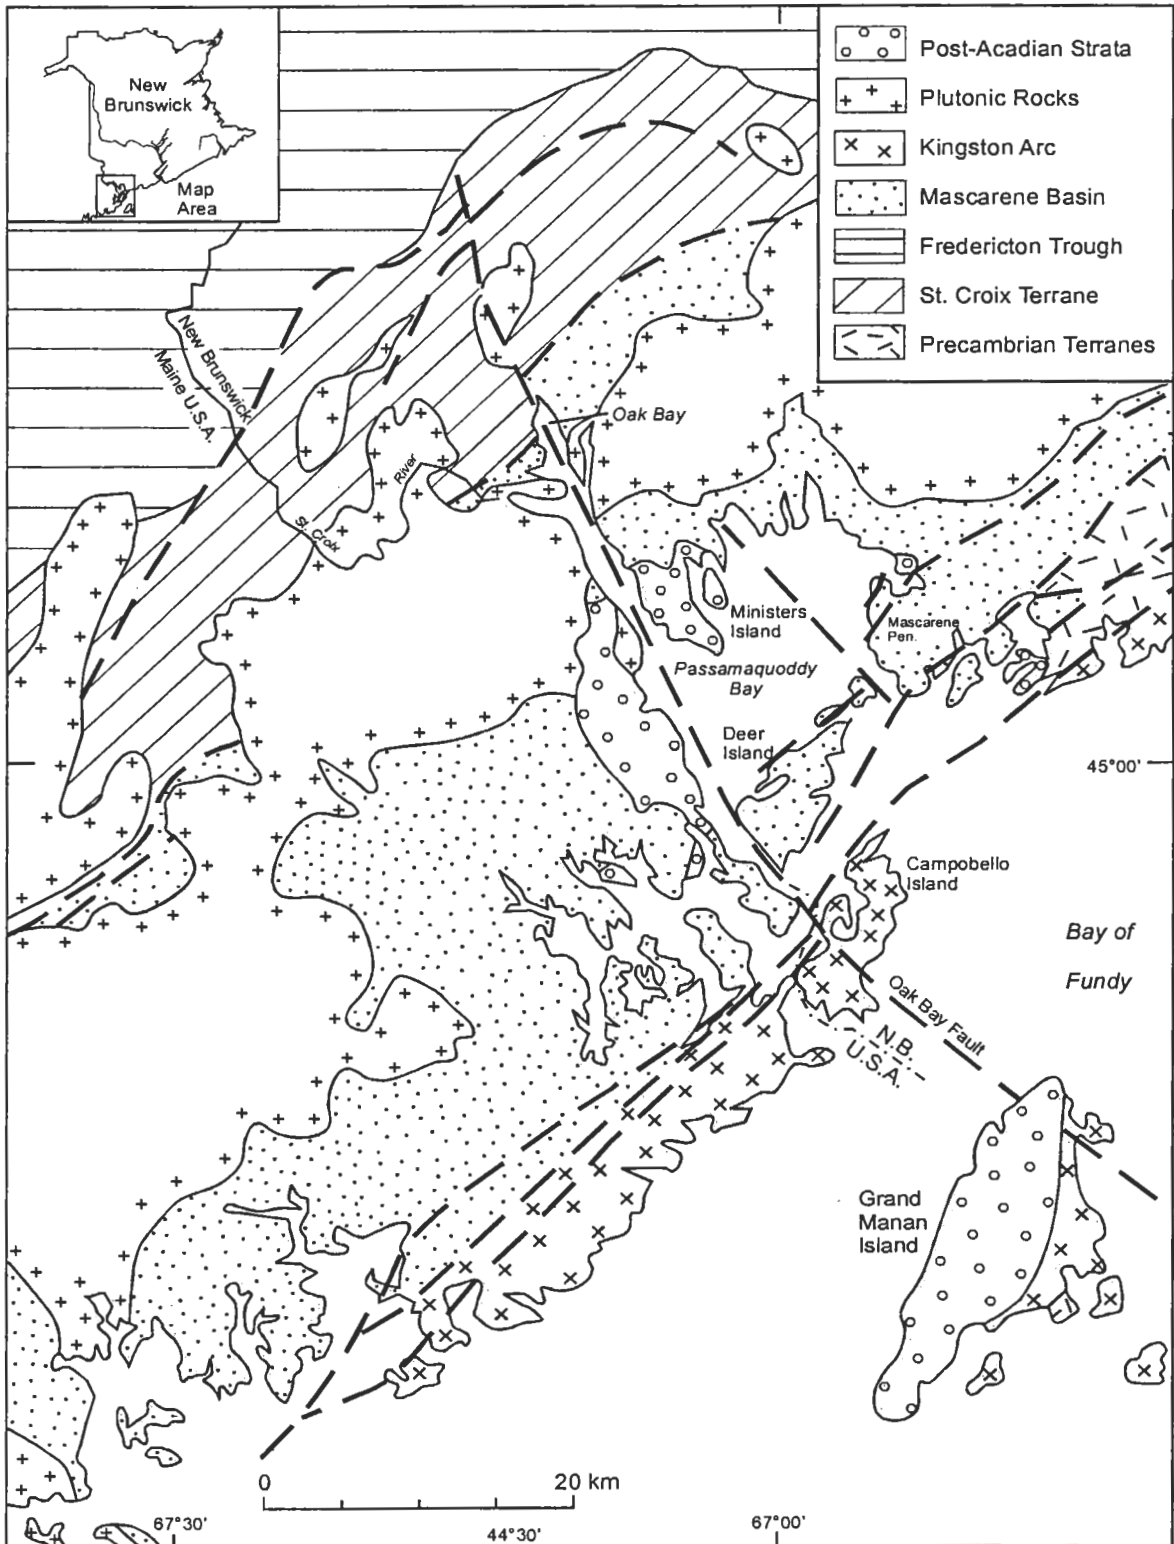 New
Brunswick
Map
Area
Post-Acadian Strata
Plutonic Rocks
Kingston Arc
Mascarene Basin
Fredericton Trough
St. Croix Terrane
Precambrian Terranes
New Brunswick
Maine U.S.A.
Oak Bay
River
St. Croix
Ministers
Island
Mascarene
Pen.
Passamaquoddy
Bay
Deer
Island
45°00'
Campobello
Island
Bay of
Fundy
Oak Bay Fault
N.B.
U.S.A.
Grand
Manan
Island
0
20 km
67°30'
44°30'
67°00'